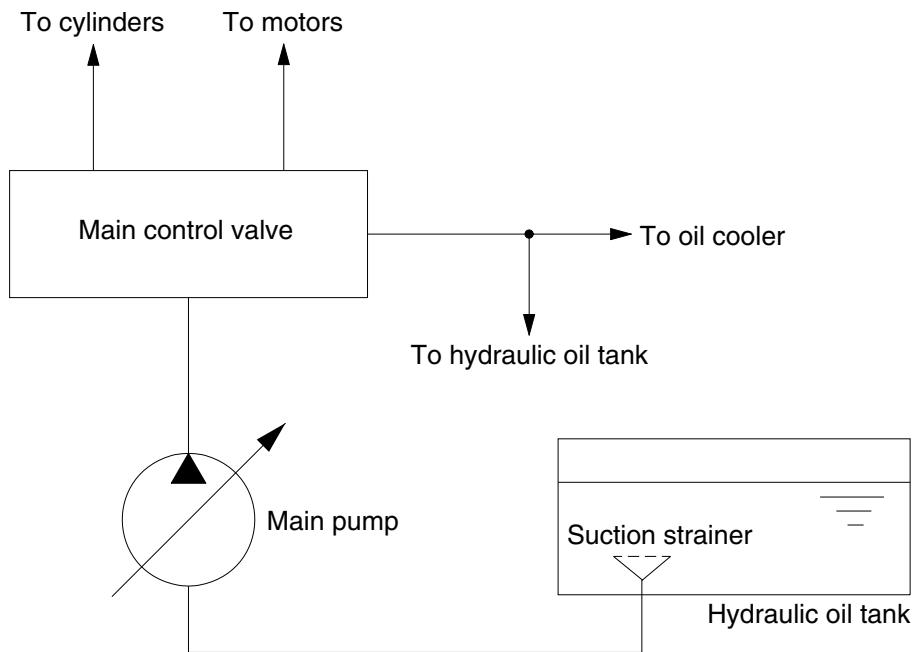 To cylinders
To motors
Main control valve
To oil cooler
To hydraulic oil tank
Main pump
Suction strainer
Hydraulic oil tank